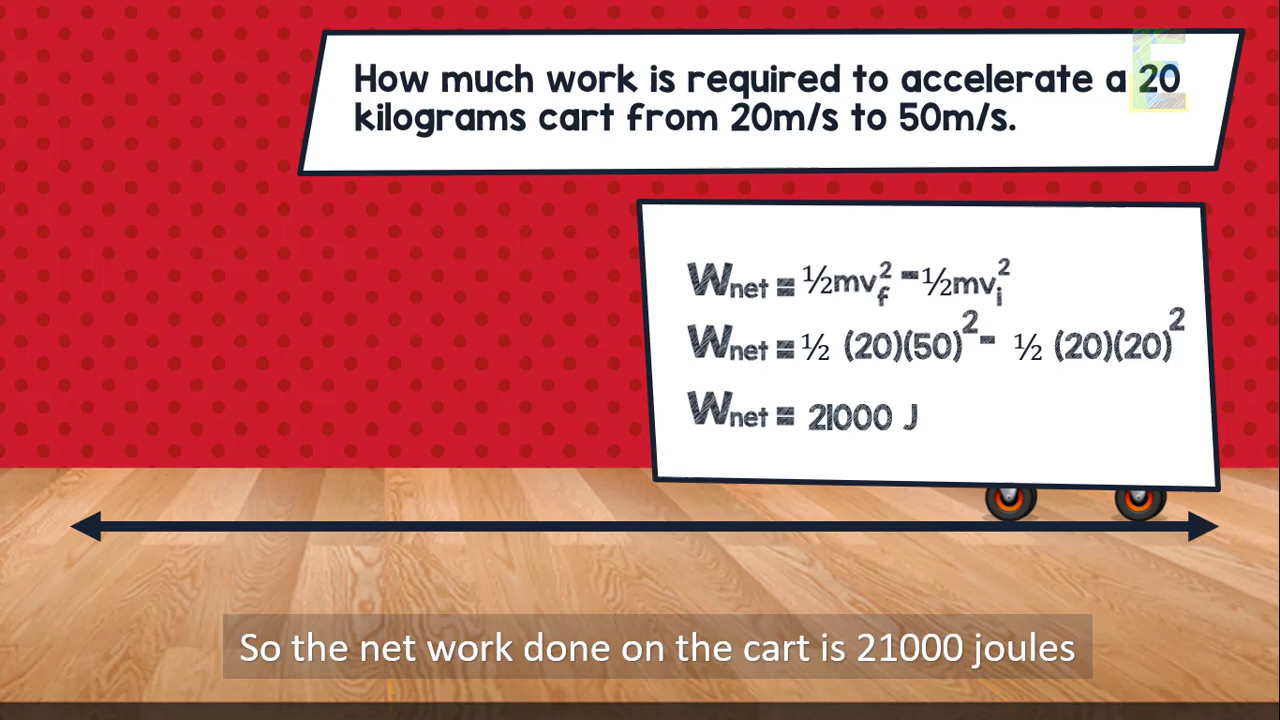 How much work is required to accelerate a 20
kilograms cart from 20m/s to 50m/s.
E
Wnet = ½mvf² - ½mvi²
Wnet = ½ (20)(50)² - ½ (20)(20)²
Wnet = 21000 J
So the net work done on the cart is 21000 joules